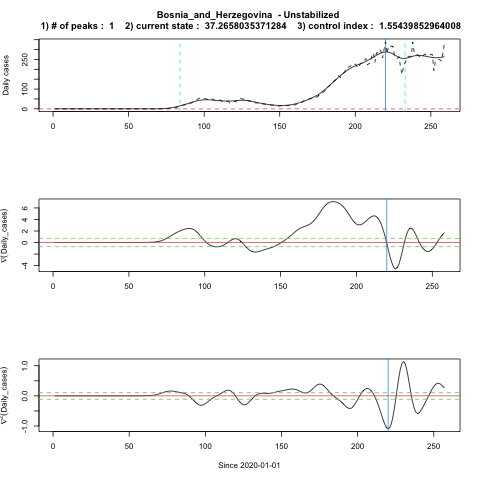 Bosnia_and_Herzegovina - Unstabilized
1) # of peaks : 1 2) current state : 37.2658035371284 3) control index : 1.55439852964008
Daily cases
0 100 250
0 50 100 150 200 250
∇(Daily_cases)
-4 0 2 4 6
0 50 100 150 200 250
∇²(Daily_cases)
-1.0 0.0 1.0
0 50 100 150 200 250
Since 2020-01-01